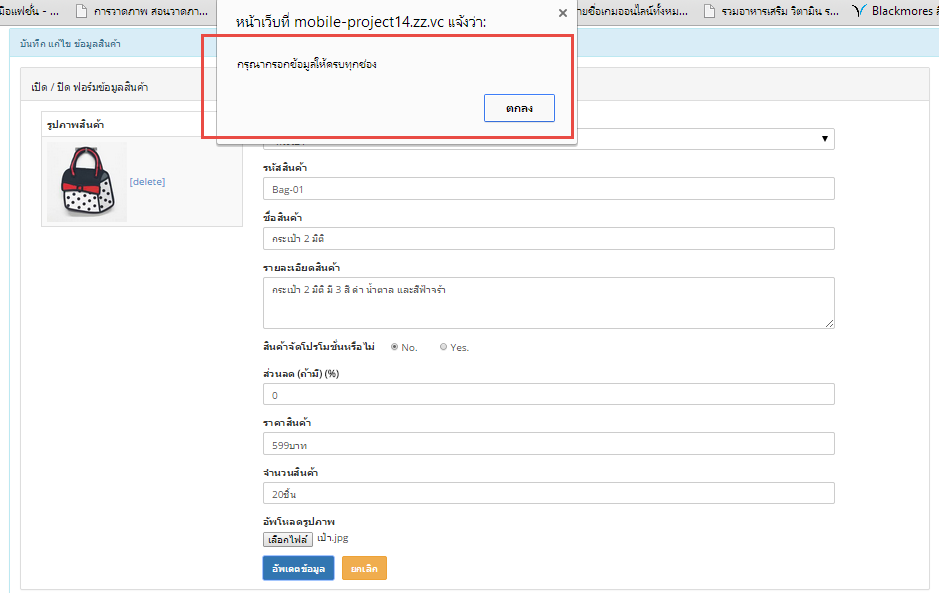 มือแฟชั่น - ...
การวาดภาพ สอนวาดภา...
ายชื่อเกมออนไลน์ทั้งหม...
รวมอาหารเสริม วิตามิน ร...
Blackmores
หน้าเว็บที่ mobile-project14.zz.vc แจ้งว่า:
กรุณากรอกข้อมูลให้ครบทุกช่อง
ตกลง
บันทึก แก้ไข ข้อมูลสินค้า
เปิด / ปิด ฟอร์มข้อมูลสินค้า
รูปภาพสินค้า
[delete]
รหัสสินค้า
Bag-01
ชื่อสินค้า
กระเป๋า 2 มิติ
รายละเอียดสินค้า
กระเป๋า 2 มิติ มี 3 สี ดำ น้ำตาล และสีฟ้าจร้า
สินค้าจัดโปรโมชั่นหรือไม่ No. Yes.
ส่วนลด (ถ้ามี) (%)
0
ราคาสินค้า
599บาท
จำนวนสินค้า
20ชิ้น
อัพโหลดรูปภาพ
เลือกไฟล์ เป๋า.jpg
อัพเดตข้อมูล ยกเลิก